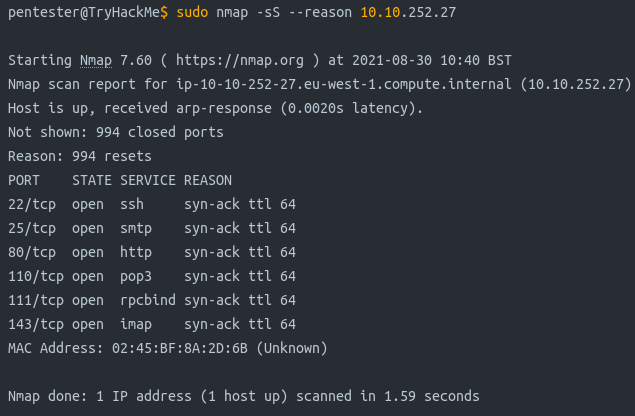 pentester@TryHackMe$ sudo nmap -sS --reason 10.10.252.27
Starting Nmap 7.60 ( https://nmap.org ) at 2021-08-30 10:40 BST
Nmap scan report for ip-10-10-252-27.eu-west-1.compute.internal (10.10.252.27)
Host is up, received arp-response (0.0020s latency).
Not shown: 994 closed ports
Reason: 994 resets
PORT    STATE SERVICE REASON
22/tcp  open  ssh     syn-ack ttl 64
25/tcp  open  smtp    syn-ack ttl 64
80/tcp  open  http    syn-ack ttl 64
110/tcp open  pop3    syn-ack ttl 64
111/tcp open  rpcbind syn-ack ttl 64
143/tcp open  imap    syn-ack ttl 64
MAC Address: 02:45:BF:8A:2D:6B (Unknown)
Nmap done: 1 IP address (1 host up) scanned in 1.59 seconds